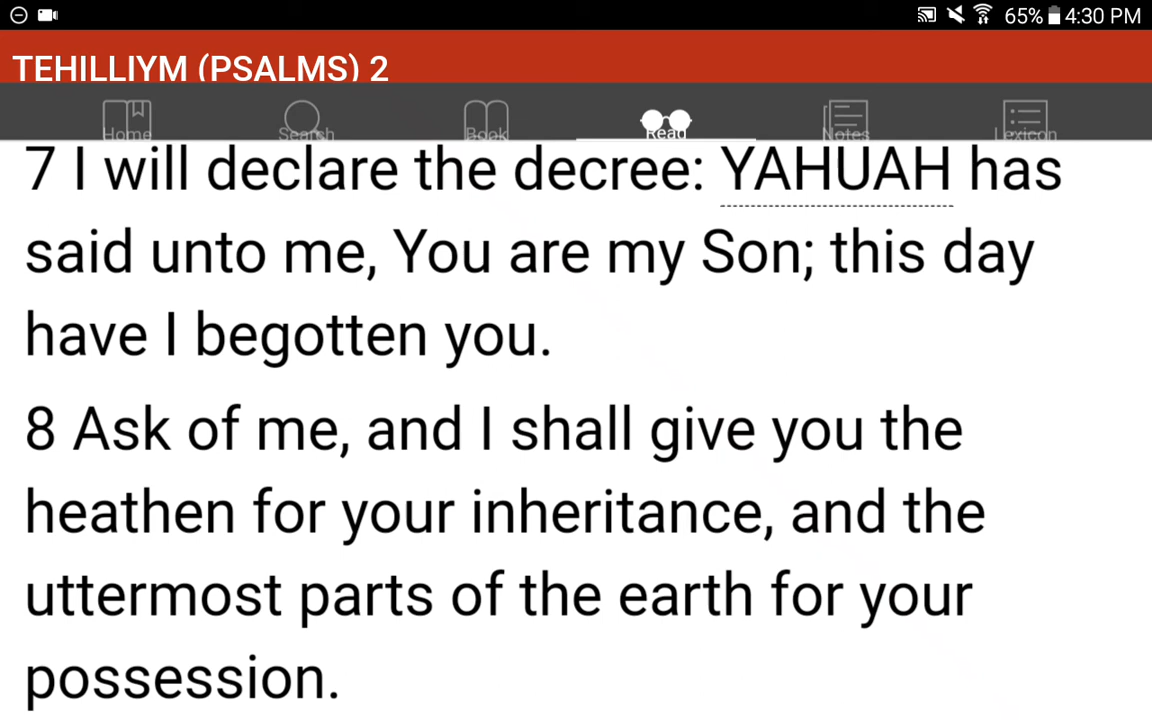 65% 4:30 PM
TEHILLIYM (PSALMS) 2
Home Search Book Read Notes Lexicon
7 I will declare the decree: YAHUAH has
said unto me, You are my Son; this day
have I begotten you.
8 Ask of me, and I shall give you the
heathen for your inheritance, and the
uttermost parts of the earth for your
possession.